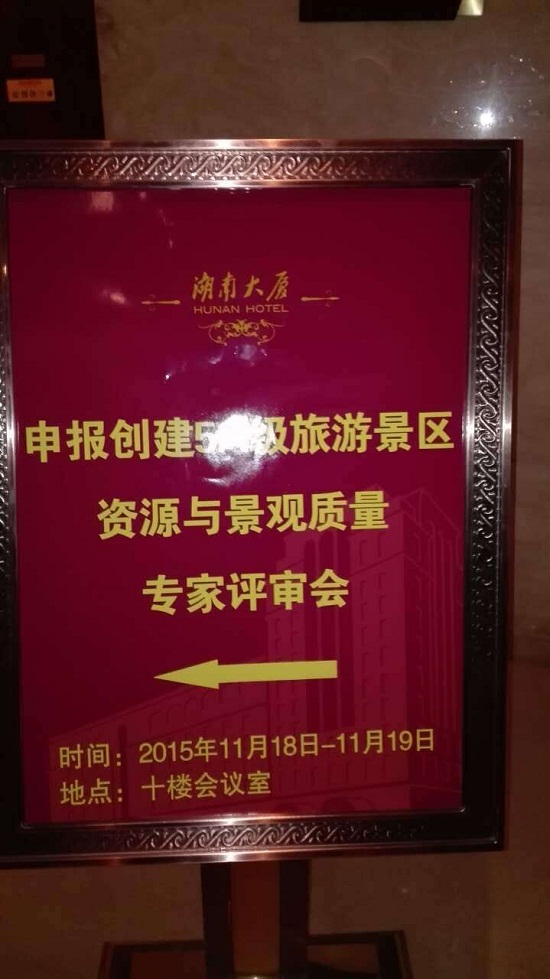 湖南大厦
HUNAN HOTEL
申报创建5A级旅游景区
资源与景观质量
专家评审会
时间：2015年11月18日-11月19日
地点：十楼会议室